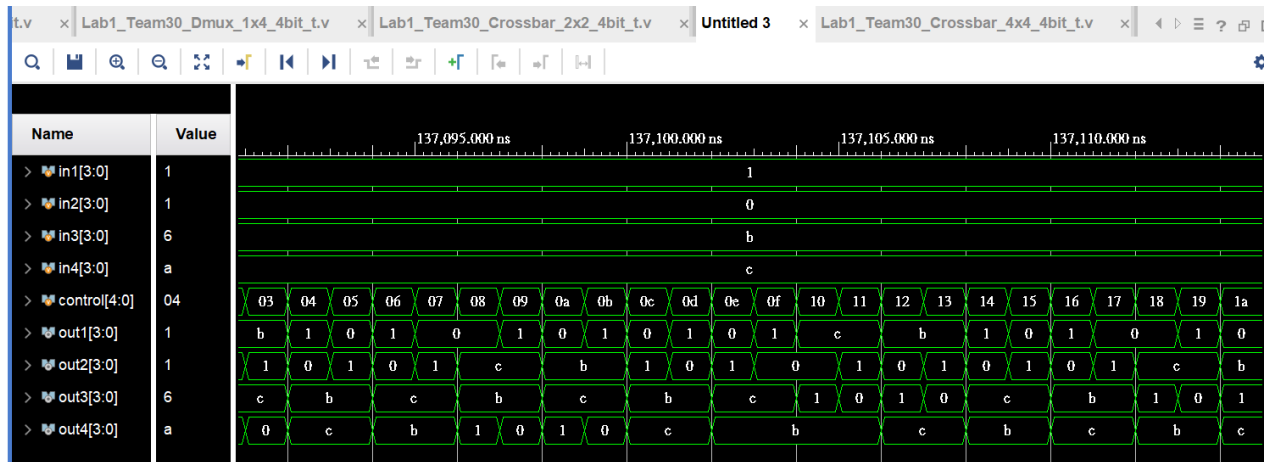 it.v × Lab1_Team30_Dmux_1x4_4bit_t.v × Lab1_Team30_Crossbar_2x2_4bit_t.v × Untitled 3 × Lab1_Team30_Crossbar_4x4_4bit_t.v × ?
Name Value 137,095.000 ns 137,100.000 ns 137,105.000 ns 137,110.000 ns
in1[3:0] 1 1
in2[3:0] 1 0
in3[3:0] 6 b
in4[3:0] a c
control[4:0] 04 03 04 05 06 07 08 09 0a 0b 0c 0d 0e 0f 10 11 12 13 14 15 16 17 18 19 1a
out1[3:0] 1 b 1 0 1 0 1 0 1 0 1 0 1 c b 1 0 1 0 1 0
out2[3:0] 1 1 0 1 0 1 c b 1 0 1 0 1 0 1 0 1 0 1 c b
out3[3:0] 6 c b c b c b c 1 0 1 0 c b 1 0 1
out4[3:0] a 0 c b 1 0 1 0 c b c b c b c